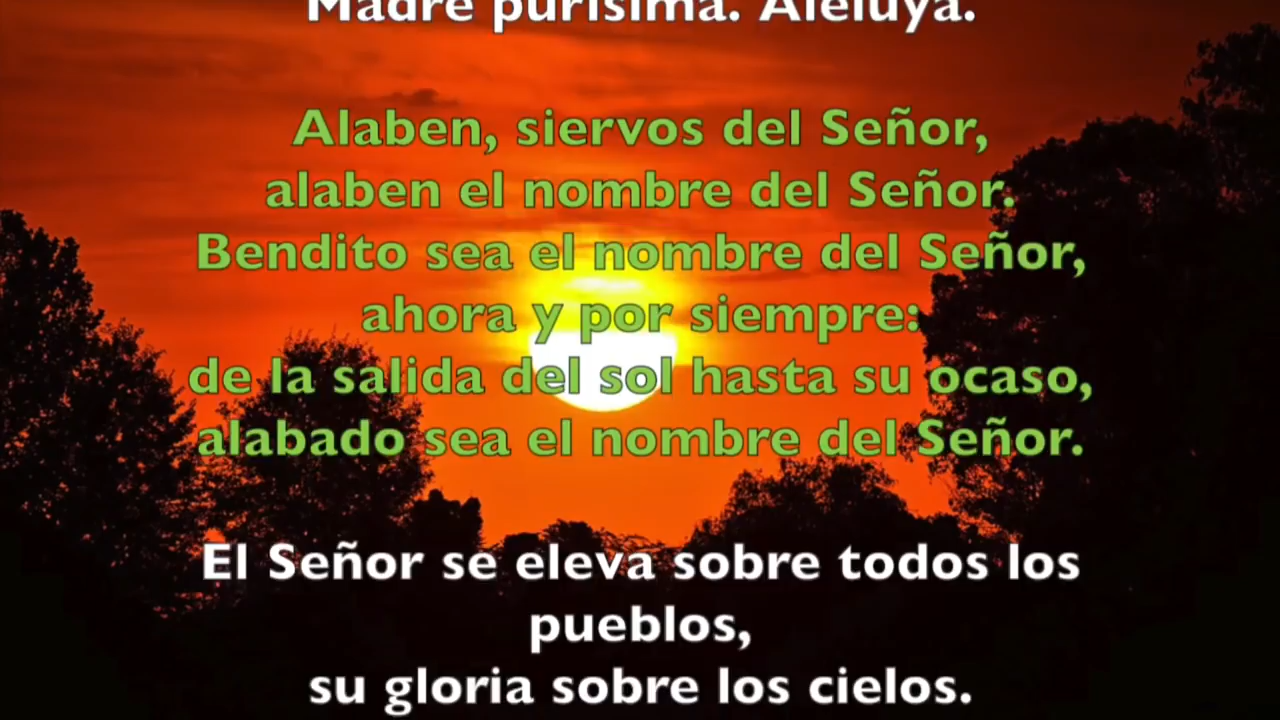 Madre purísima. Aleluya.
Alaben, siervos del Señor,
alaben el nombre del Señor.
Bendito sea el nombre del Señor,
ahora y por siempre:
de la salida del sol hasta su ocaso,
alabado sea el nombre del Señor.
El Señor se eleva sobre todos los
pueblos,
su gloria sobre los cielos.